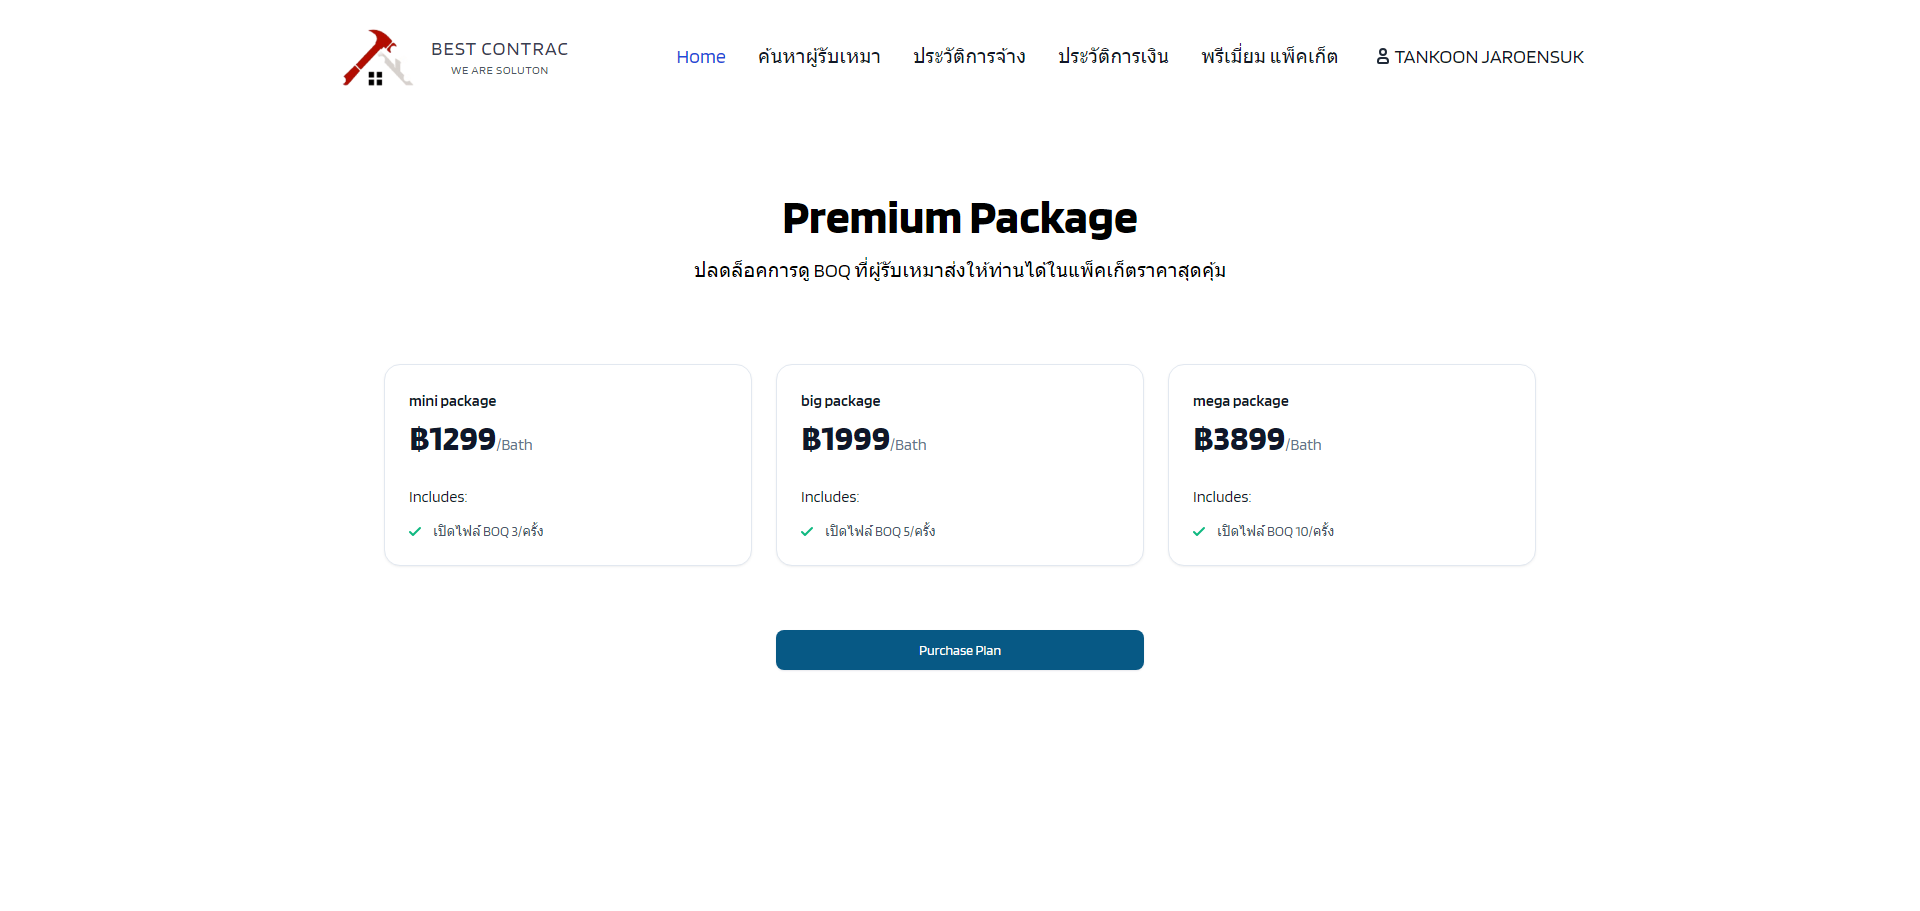 BEST CONTRAC
WE ARE SOLUTON
Home
ค้นหาผู้รับเหมา
ประวัติการจ้าง
ประวัติการเงิน
พรีเมี่ยม แพ็คเก็ต
TANKOON JAROENSUK
Premium Package
ปลดล็อคการดู BOQ ที่ผู้รับเหมาส่งให้ท่านได้ในแพ็คเก็ตราคาสุดคุ้ม
mini package
฿1299/Bath
Includes:
เปิดไฟล์ BOQ 3/ครั้ง
big package
฿1999/Bath
Includes:
เปิดไฟล์ BOQ 5/ครั้ง
mega package
฿3899/Bath
Includes:
เปิดไฟล์ BOQ 10/ครั้ง
Purchase Plan